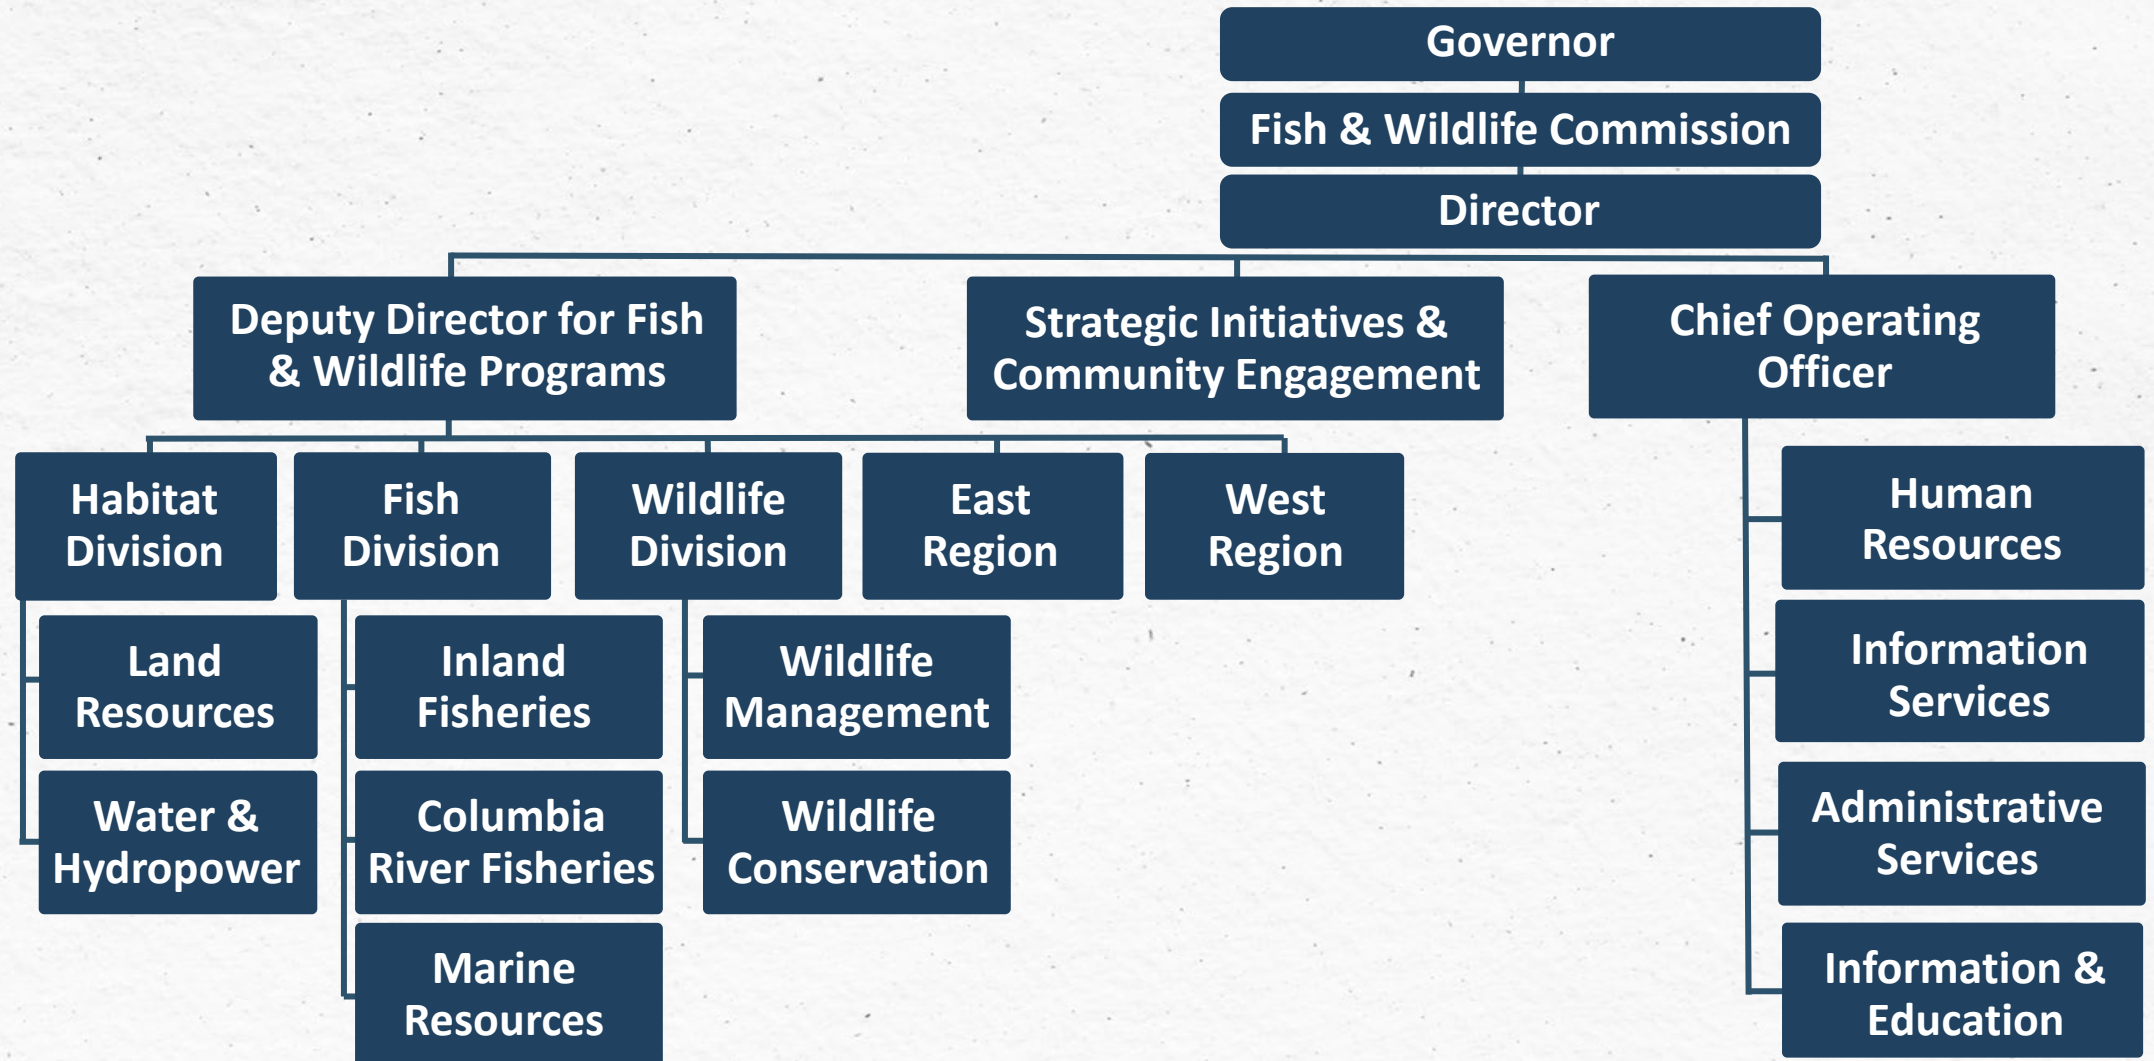 Governor
Fish & Wildlife Commission
Director
Deputy Director for Fish
& Wildlife Programs
Strategic Initiatives &
Community Engagement
Chief Operating
Officer
Habitat
Division
Fish
Division
Wildlife
Division
East
Region
West
Region
Land
Resources
Water &
Hydropower
Inland
Fisheries
Columbia
River Fisheries
Marine
Resources
Wildlife
Management
Wildlife
Conservation
Human
Resources
Information
Services
Administrative
Services
Information &
Education